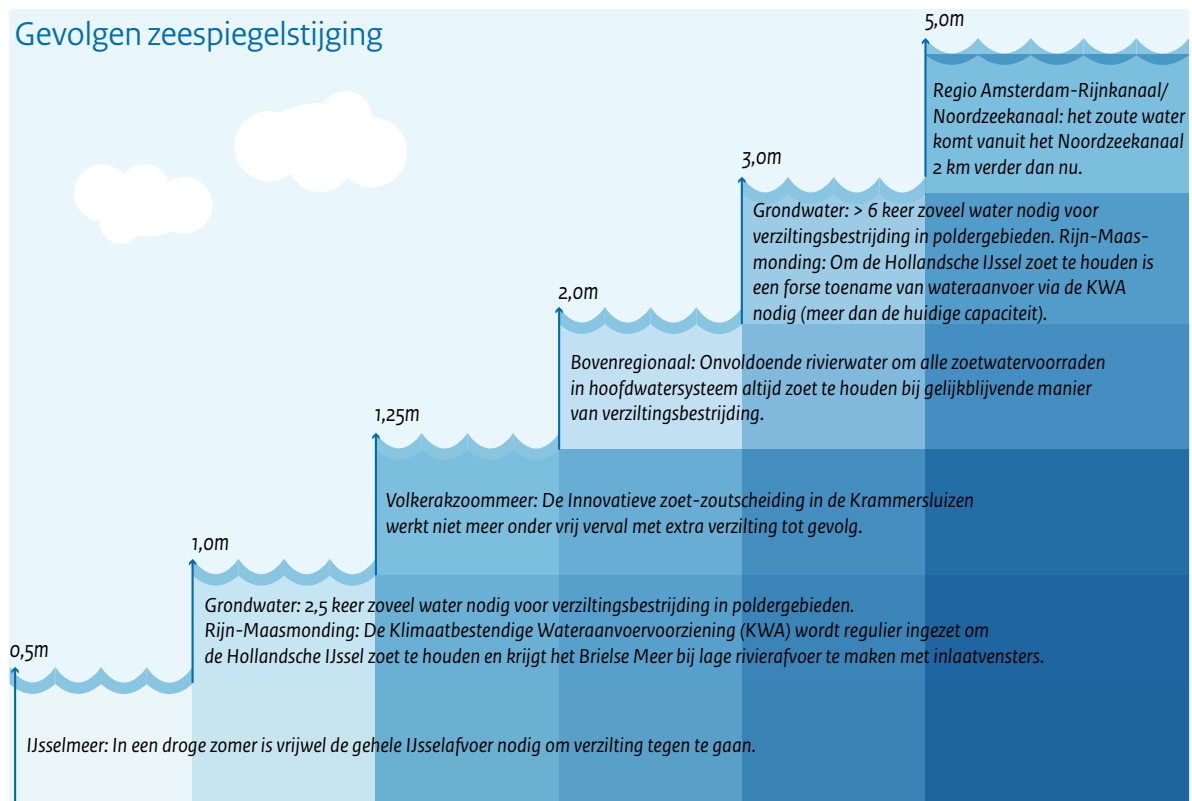 Gevolgen zeespiegelstijging
5,0m
Regio Amsterdam-Rijnkanaal/
Noordzeekanaal: het zoute water
komt vanuit het Noordzeekanaal
2 km verder dan nu.
3,0m
Grondwater: > 6 keer zoveel water nodig voor
verziltingsbestrijding in poldergebieden. Rijn-Maas-
monding: Om de Hollandsche IJssel zoet te houden is
een forse toename van wateraanvoer via de KWA
nodig (meer dan de huidige capaciteit).
2,0m
Bovenregionaal: Onvoldoende rivierwater om alle zoetwatervoorraden
in hoofdwatersysteem altijd zoet te houden bij gelijkblijvende manier
van verziltingsbestrijding.
1,25m
Volkerakzoommeer: De Innovatieve zoet-zoutscheiding in de Krammersluizen
werkt niet meer onder vrij verval met extra verzilting tot gevolg.
1,0m
Grondwater: 2,5 keer zoveel water nodig voor verziltingsbestrijding in poldergebieden.
Rijn-Maasmonding: De Klimaatbestendige Wateraanvoervoorziening (KWA) wordt regulier ingezet om
de Hollandsche IJssel zoet te houden en krijgt het Brielse Meer bij lage rivierafvoer te maken met inlaatvensters.
0,5m
IJsselmeer: In een droge zomer is vrijwel de gehele IJsselafvoer nodig om verzilting tegen te gaan.